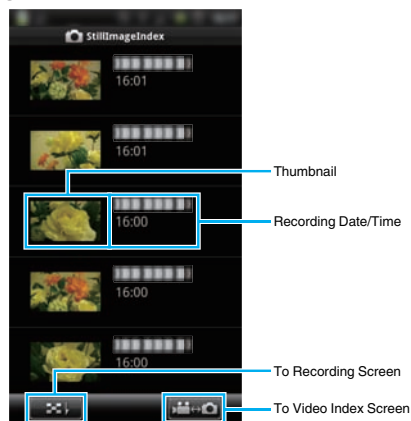 StillImageIndex
16:01
16:01
Thumbnail
16:00
Recording Date/Time
16:00
16:00
To Recording Screen
To Video Index Screen